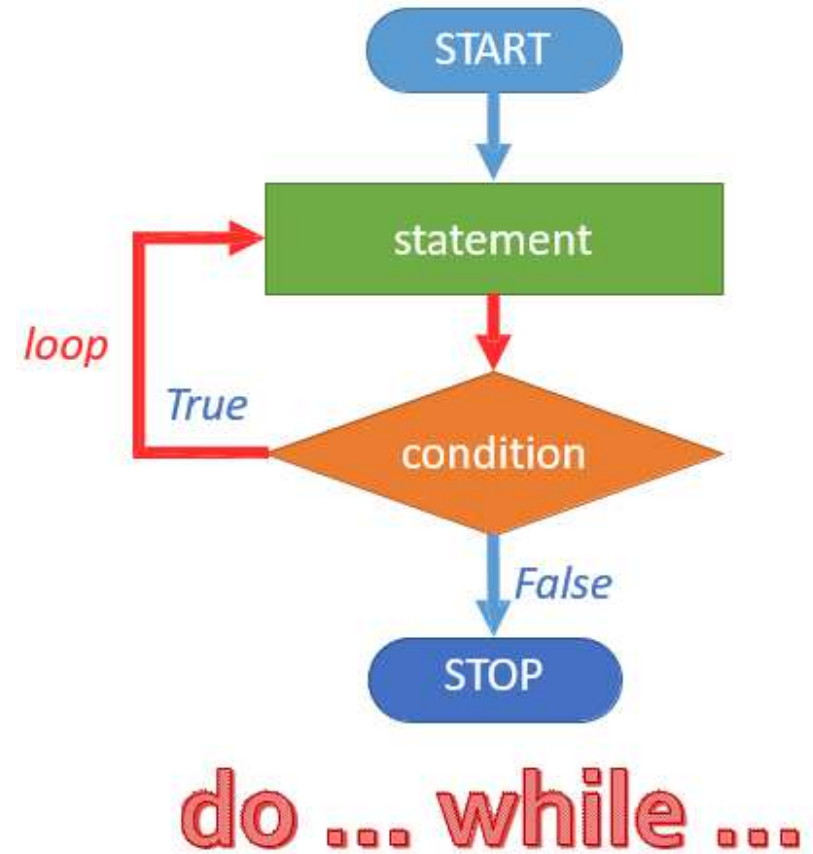 START
statement
loop
True
condition
False
STOP
do ... while ...